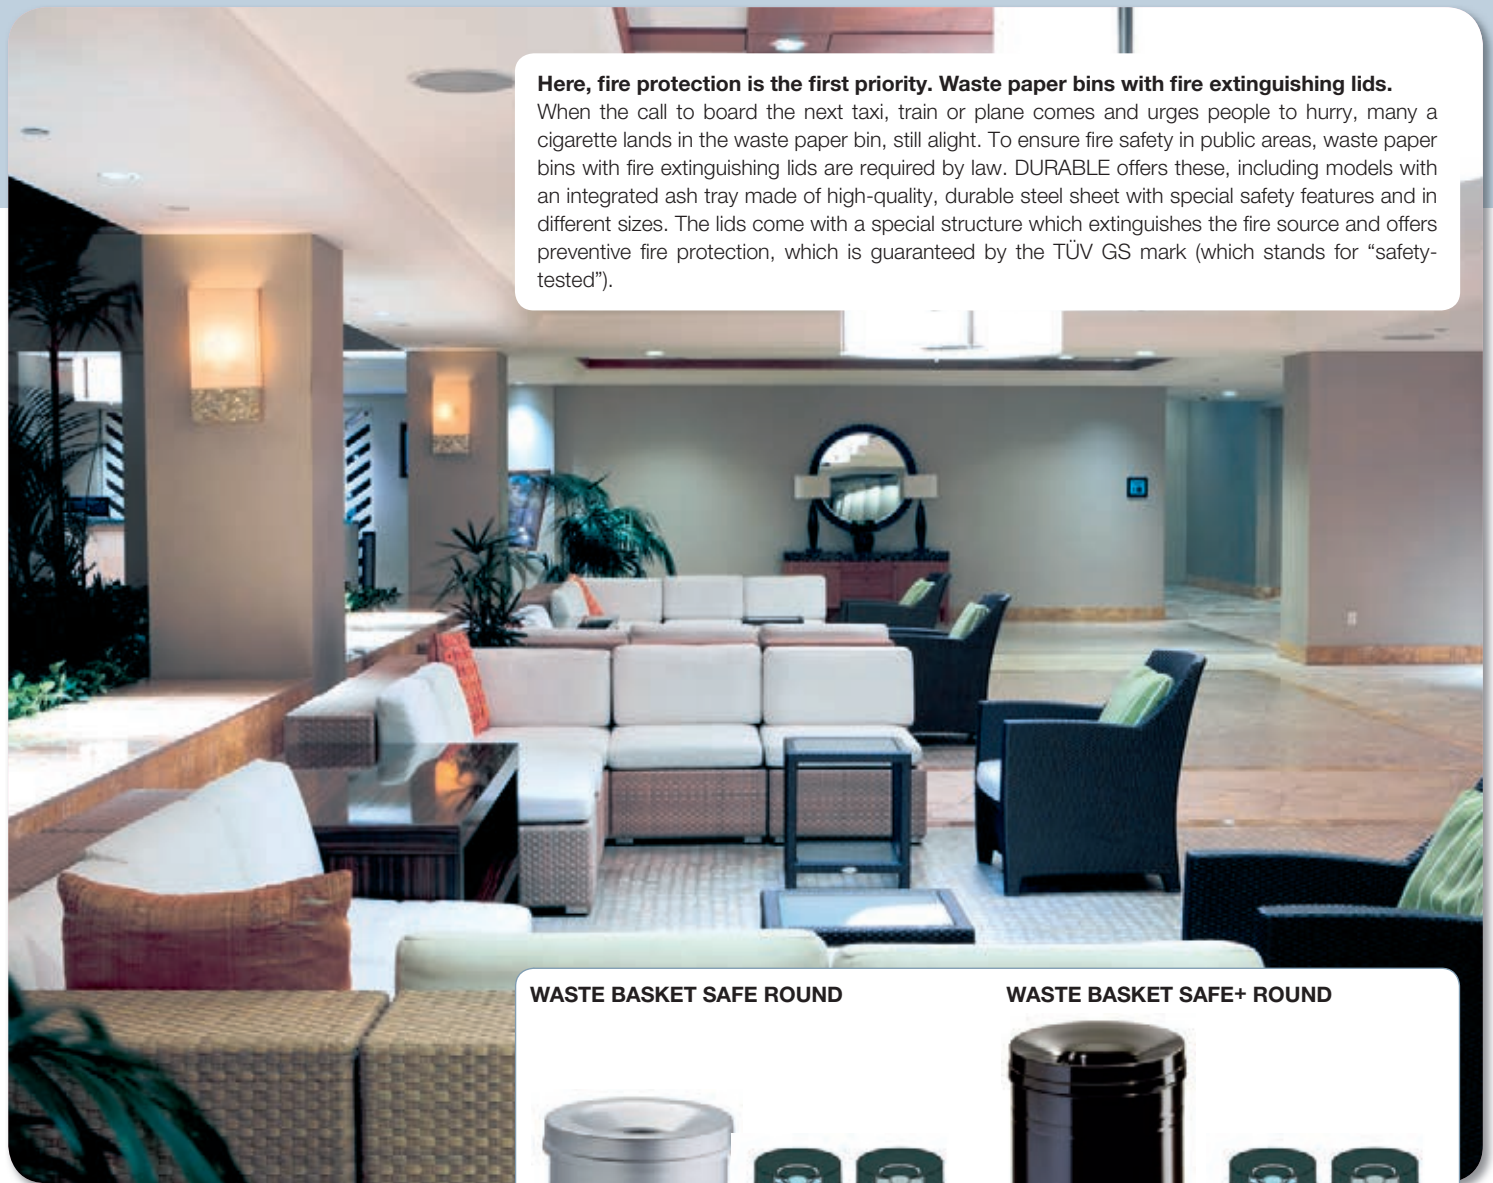 Here, fire protection is the first priority. Waste paper bins with fire extinguishing lids.
When the call to board the next taxi, train or plane comes and urges people to hurry, many a
cigarette lands in the waste paper bin, still alight. To ensure fire safety in public areas, waste paper
bins with fire extinguishing lids are required by law. DURABLE offers these, including models with
an integrated ash tray made of high-quality, durable steel sheet with special safety features and in
different sizes. The lids come with a special structure which extinguishes the fire source and offers
preventive fire protection, which is guaranteed by the TÜV GS mark (which stands for “safety-
tested”).
WASTE BASKET SAFE ROUND
WASTE BASKET SAFE+ ROUND